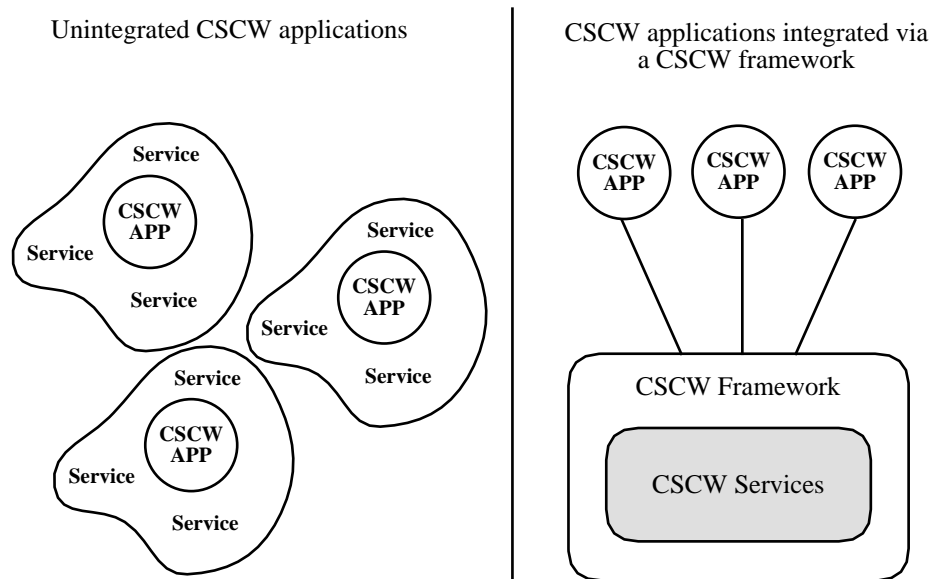 Unintegrated CSCW applications
Service
CSCW
APP
Service
Service
Service
CSCW
APP
Service
Service
Service
CSCW
APP
Service
Service
CSCW applications integrated via
a CSCW framework
CSCW
APP
CSCW
APP
CSCW
APP
CSCW Framework
CSCW Services